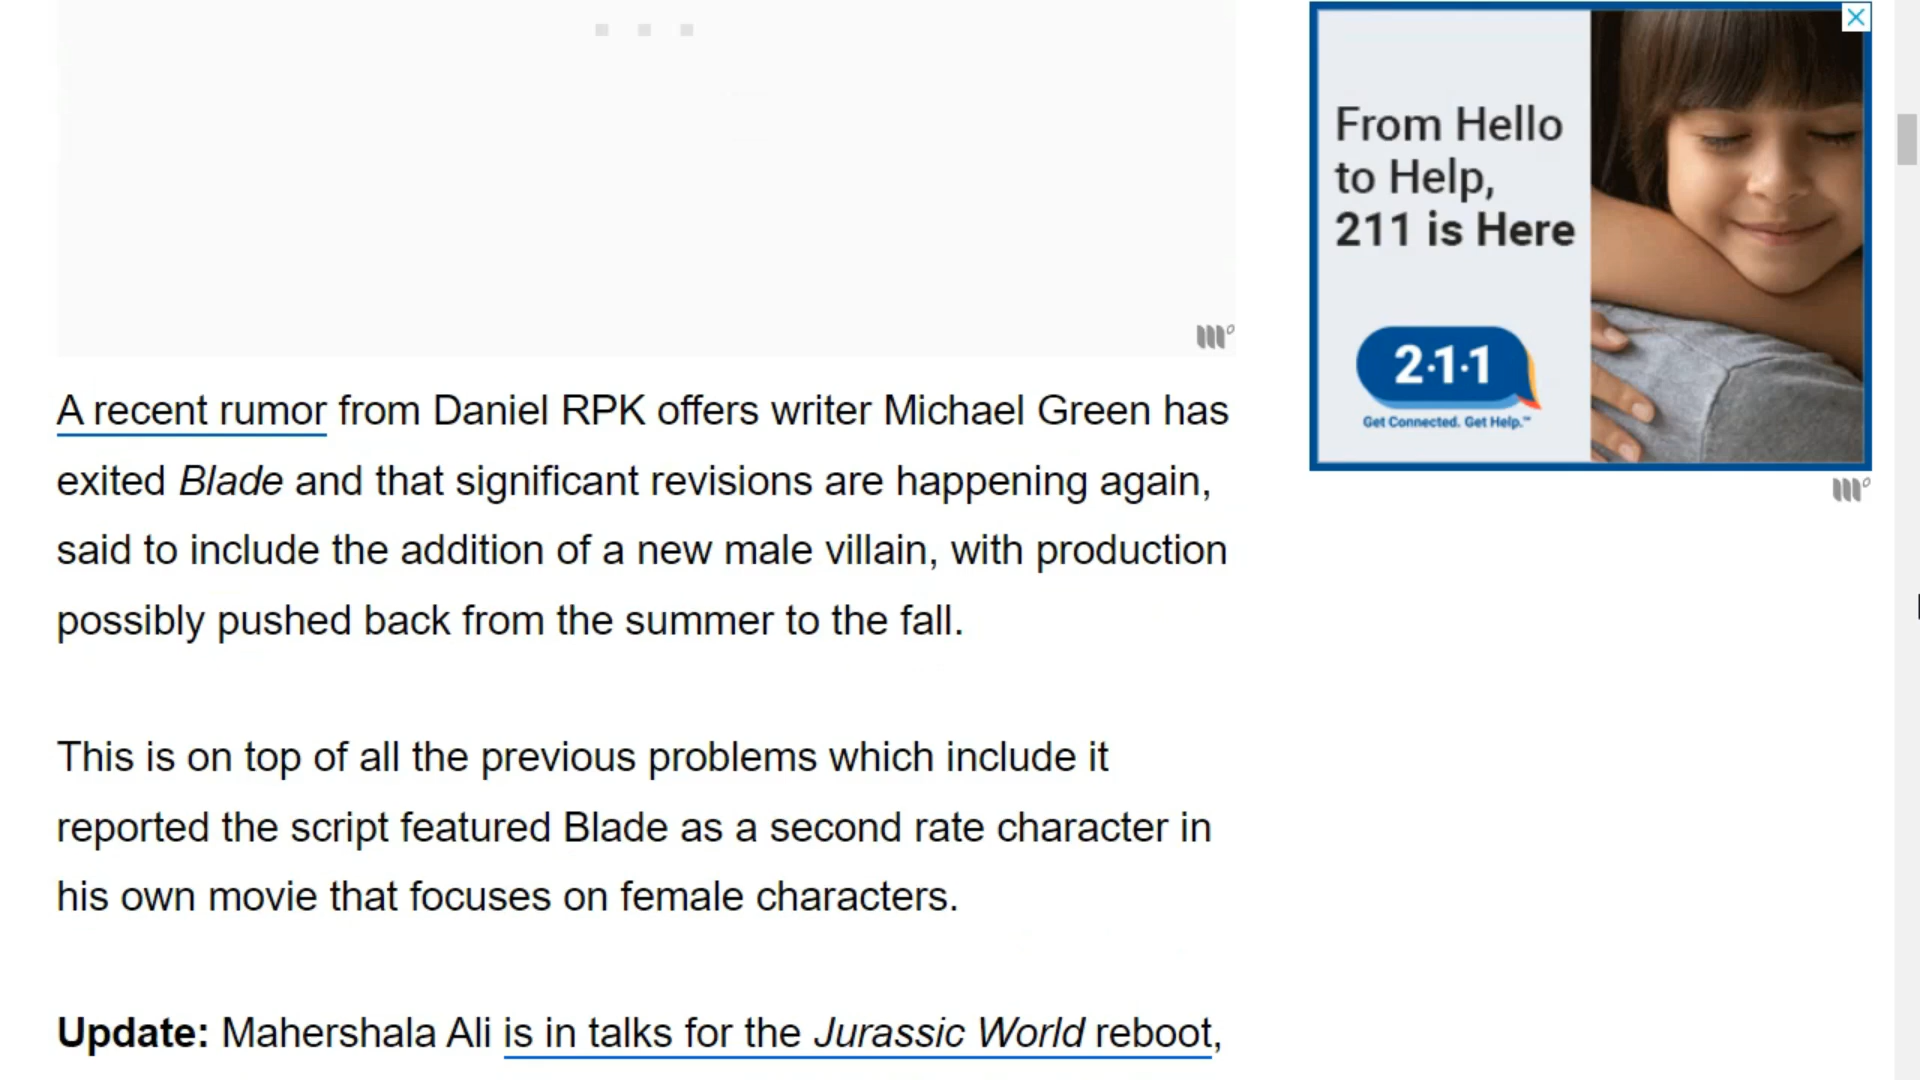 A recent rumor from Daniel RPK offers writer Michael Green has
exited Blade and that significant revisions are happening again,
said to include the addition of a new male villain, with production
possibly pushed back from the summer to the fall.
This is on top of all the previous problems which include it
reported the script featured Blade as a second rate character in
his own movie that focuses on female characters.
Update: Mahershala Ali is in talks for the Jurassic World reboot,
From Hello
to Help,
211 is Here
2·1·1
Get Connected. Get Help.™